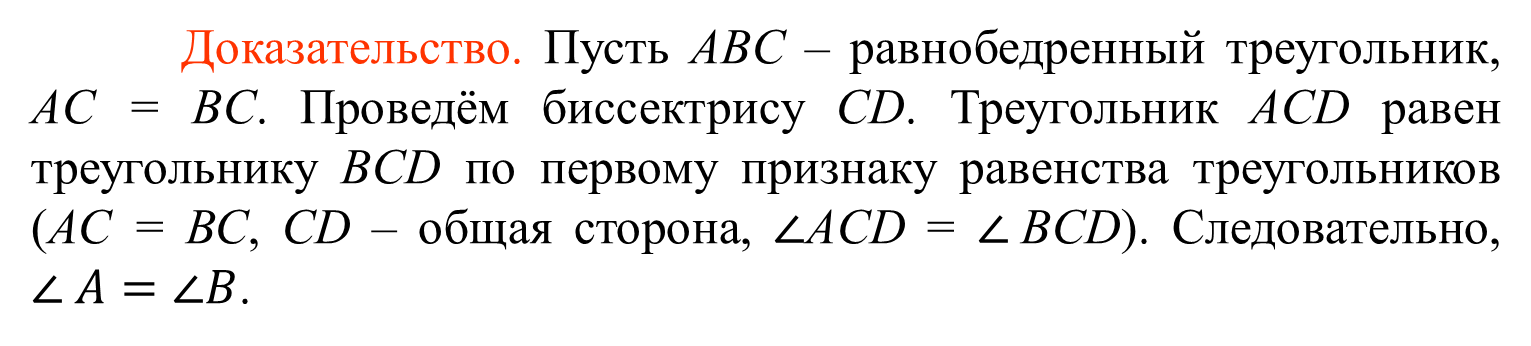 Доказательство. Пусть ABC – равнобедренный треугольник,
AC = BC. Проведём биссектрису CD. Треугольник ACD равен
треугольнику BCD по первому признаку равенства треугольников
(AC = BC, CD – общая сторона, ∠ACD = ∠ BCD). Следовательно,
∠ A = ∠B.